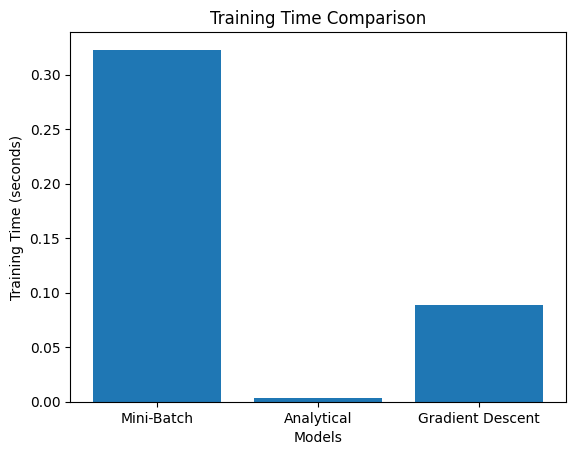 Training Time Comparison
Training Time (seconds)
0.30
0.25
0.20
0.15
0.10
0.05
0.00
Mini-Batch Analytical Gradient Descent
Models